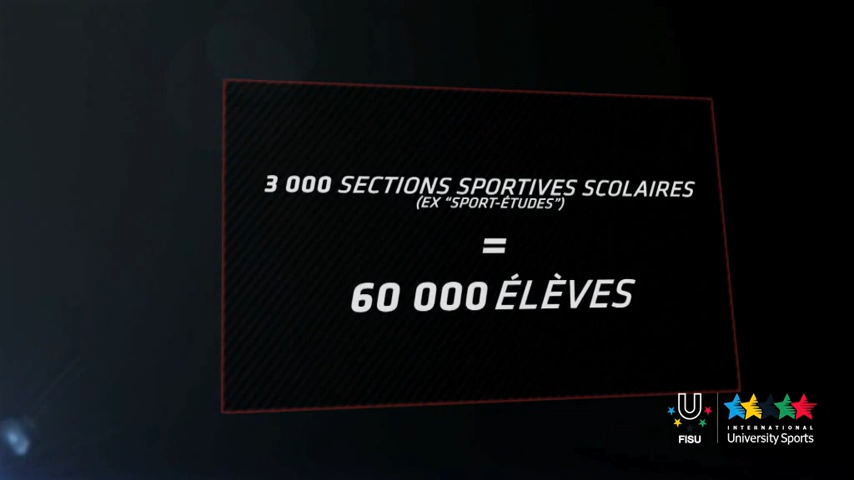 3 000 SECTIONS SPORTIVES SCOLAIRES
(EX "SPORT-ÉTUDES")
=
60 000 ÉLÈVES
U
FISU
INTERNATIONAL
University Sports